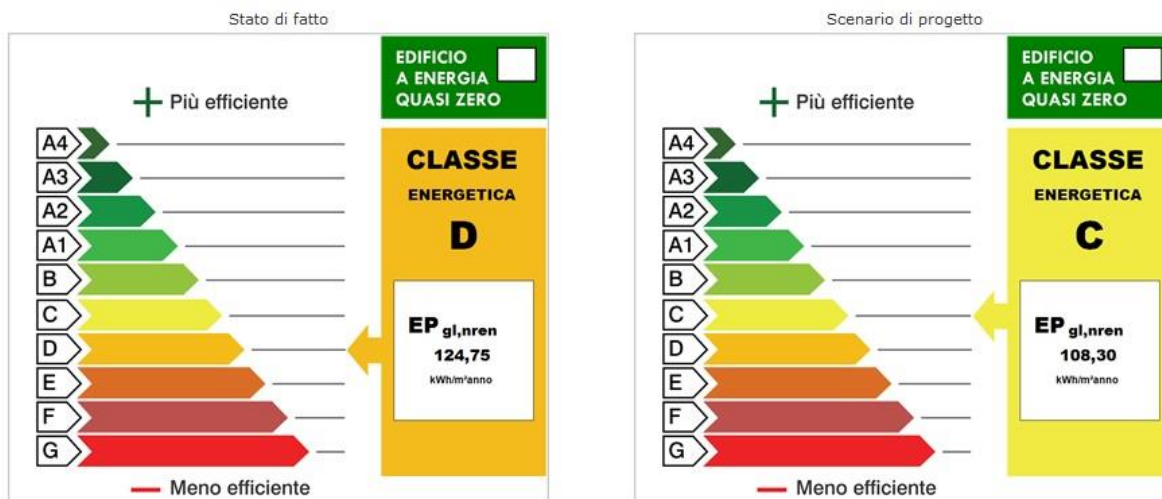 Stato di fatto
EDIFICIO
A ENERGIA
QUASI ZERO
Più efficiente
A4
A3
A2
A1
B
C
D
E
F
G
CLASSE
ENERGETICA
D
EP gl,nren
124,75
kWh/m²anno
Meno efficiente
Scenario di progetto
EDIFICIO
A ENERGIA
QUASI ZERO
Più efficiente
A4
A3
A2
A1
B
C
D
E
F
G
CLASSE
ENERGETICA
C
EP gl,nren
108,30
kWh/m²anno
Meno efficiente